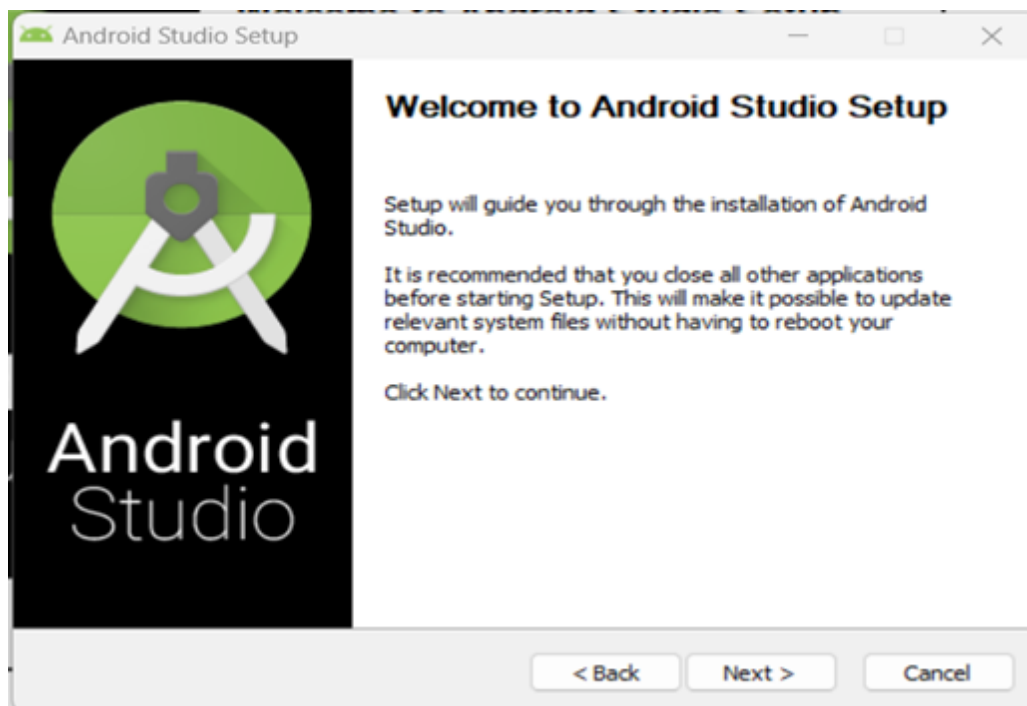 Android Studio Setup
Welcome to Android Studio Setup
Setup will guide you through the installation of Android
Studio.
It is recommended that you close all other applications
before starting Setup. This will make it possible to update
relevant system files without having to reboot your
computer.
Click Next to continue.
Android
Studio
< Back
Next >
Cancel